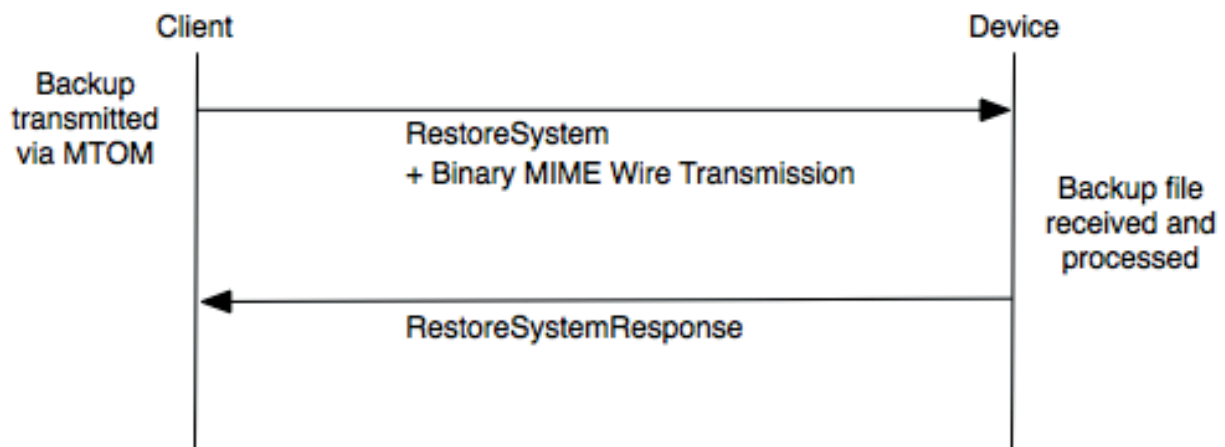 Client
Device
Backup
transmitted
via MTOM
RestoreSystem
+ Binary MIME Wire Transmission
Backup file
received and
processed
RestoreSystemResponse